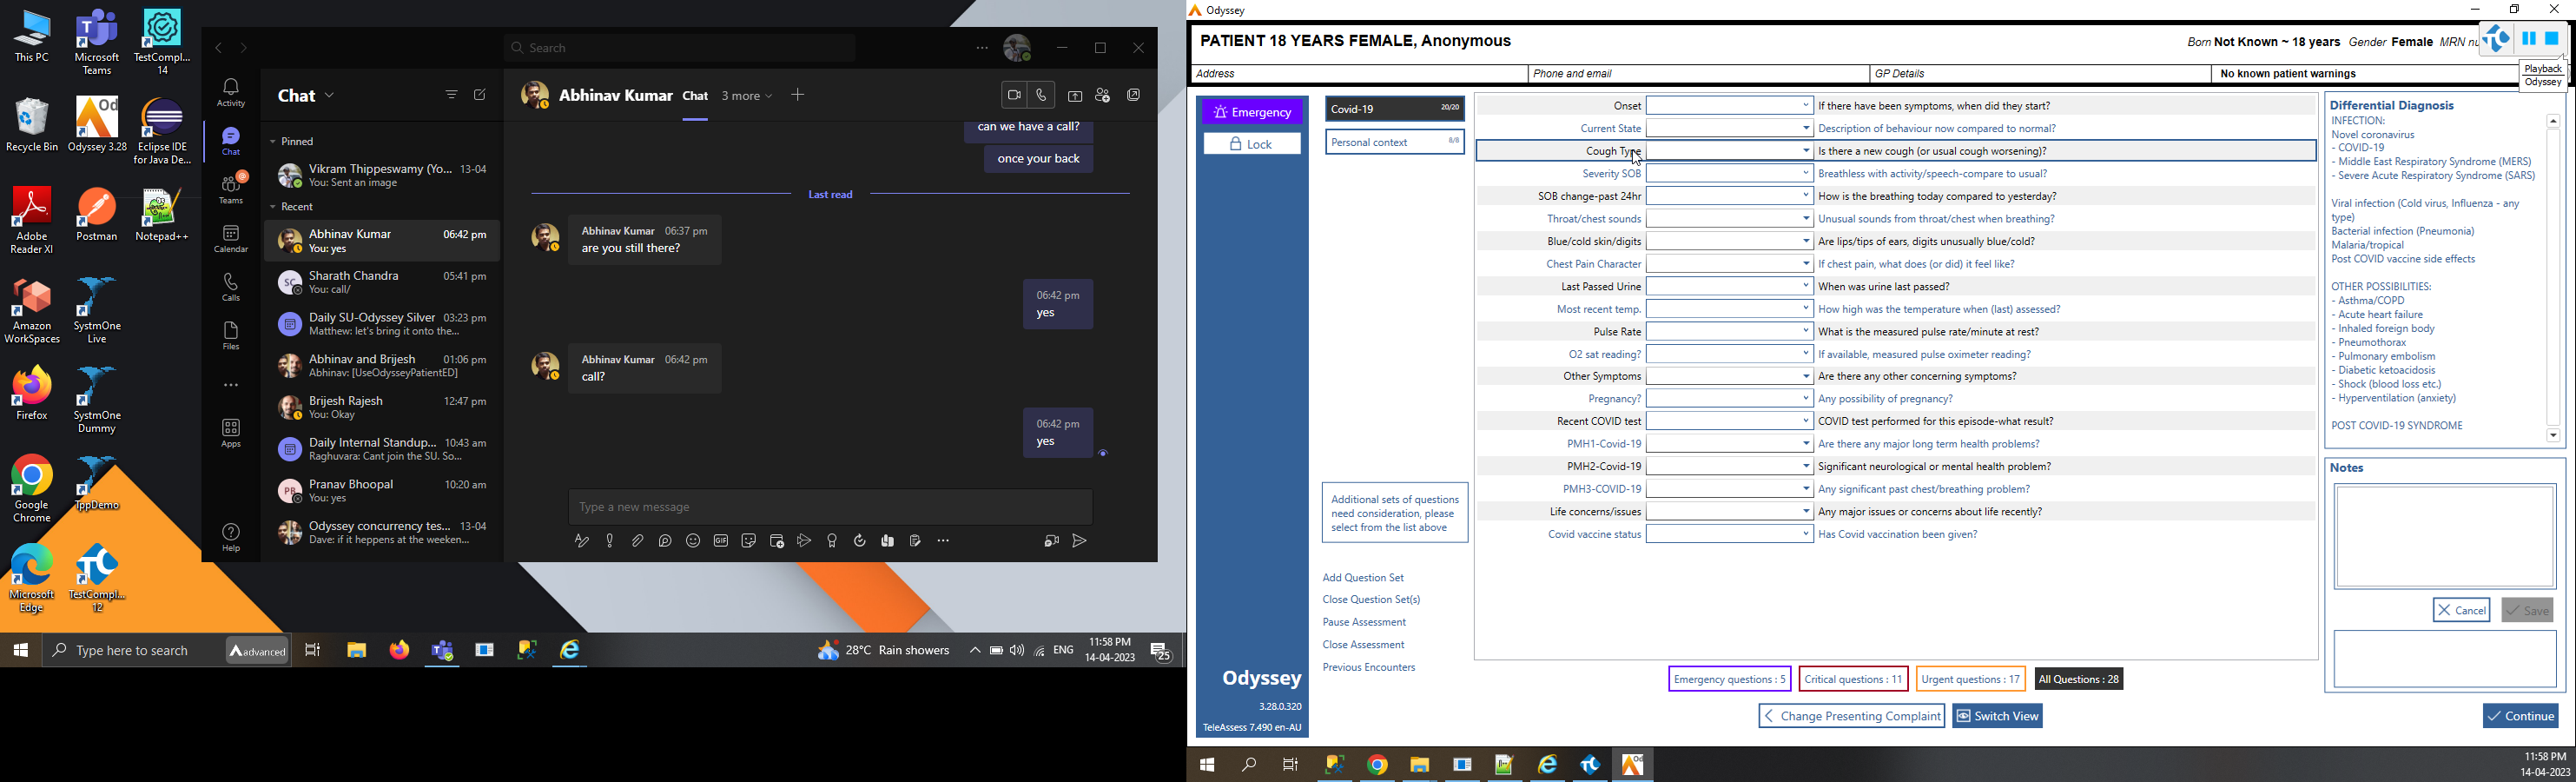 This PC
Microsoft Teams
TestCompl... 14
Recycle Bin
Odyssey 3.28
Eclipse IDE for Java De...
Adobe Reader XI
Postman
Notepad++
Amazon WorkSpaces
SystmOne Live
Firefox
SystmOne Dummy
Google Chrome
TppDemo
Microsoft Edge
TestCompl... 12
Search
Activity
Chat
Teams
Calendar
Calls
Files
Apps
Help
Chat
Pinned
Vikram Thippeswamy (Yo... 13-04
You: Sent an image
Recent
Abhinav Kumar 06:42 pm
You: yes
SC
Sharath Chandra 05:41 pm
You: call/
Daily SU-Odyssey Silver 03:23 pm
Matthew: let's bring it onto the...
Abhinav and Brijesh 01:06 pm
Abhinav: [UseOdysseyPatientED]
Brijesh Rajesh 12:47 pm
You: Okay
Daily Internal Standup... 10:43 am
Raghuvara: Cant join the SU. So...
PB
Pranav Bhoopal 10:20 am
You: yes
Odyssey concurrency tes... 13-04
Dave: if it heppens at the weeken...
Abhinav Kumar Chat 3 more
can we have a call?
once your back
Last read
Abhinav Kumar 06:37 pm
are you still there?
06:42 pm
yes
Abhinav Kumar 06:42 pm
call?
06:42 pm
yes
Type a new message
GIF
Type here to search
advanced
28°C Rain showers
ENG
11:58 PM
14-04-2023
25
Odyssey
PATIENT 18 YEARS FEMALE, Anonymous
Born Not Known ~ 18 years Gender Female MRN nu
Playback
Odyssey
Address
Phone and email
GP Details
No known patient warnings
Emergency
Lock
Odyssey
3.28.0.320
TeleAssess 7.490 en-AU
Covid-19 20/20
Personal context 8/8
Additional sets of questions
need consideration, please
select from the list above
Add Question Set
Close Question Set(s)
Pause Assessment
Close Assessment
Previous Encounters
Onset If there have been symptoms, when did they start?
Current State Description of behaviour now compared to normal?
Cough Type Is there a new cough (or usual cough worsening)?
Severity SOB Breathless with activity/speech-compare to usual?
SOB change-past 24hr How is the breathing today compared to yesterday?
Throat/chest sounds Unusual sounds from throat/chest when breathing?
Blue/cold skin/digits Are lips/tips of ears, digits unusually blue/cold?
Chest Pain Character If chest pain, what does (or did) it feel like?
Last Passed Urine When was urine last passed?
Most recent temp. How high was the temperature when (last) assessed?
Pulse Rate What is the measured pulse rate/minute at rest?
O2 sat reading? If available, measured pulse oximeter reading?
Other Symptoms Are there any other concerning symptoms?
Pregnancy? Any possibility of pregnancy?
Recent COVID test COVID test performed for this episode-what result?
PMH1-Covid-19 Are there any major long term health problems?
PMH2-Covid-19 Significant neurological or mental health problem?
PMH3-COVID-19 Any significant past chest/breathing problem?
Life concerns/issues Any major issues or concerns about life recently?
Covid vaccine status Has Covid vaccination been given?
Emergency questions : 5
Critical questions : 11
Urgent questions : 17
All Questions : 28
Change Presenting Complaint
Switch View
Differential Diagnosis
INFECTION:
Novel coronavirus
- COVID-19
- Middle East Respiratory Syndrome (MERS)
- Severe Acute Respiratory Syndrome (SARS)
Viral infection (Cold virus, Influenza - any
type)
Bacterial infection (Pneumonia)
Malaria/tropical
Post COVID vaccine side effects
OTHER POSSIBILITIES:
- Asthma/COPD
- Acute heart failure
- Inhaled foreign body
- Pneumothorax
- Pulmonary embolism
- Diabetic ketoacidosis
- Shock (blood loss etc.)
- Hyperventilation (anxiety)
POST COVID-19 SYNDROME
Notes
Cancel
Save
Continue
11:58 PM
14-04-2023